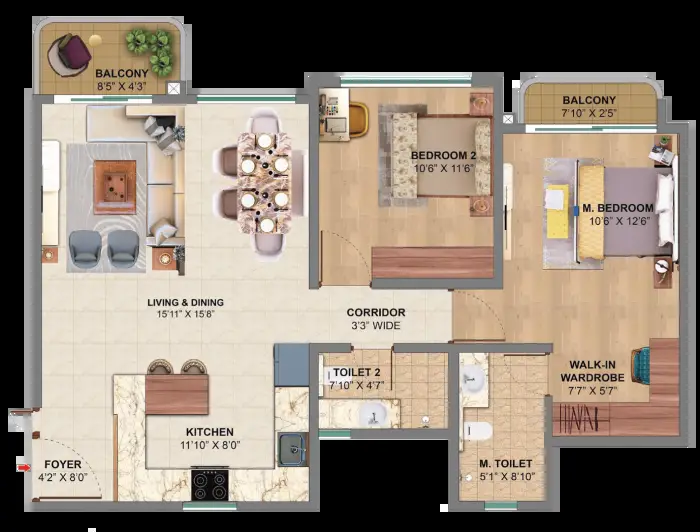 BALCONY
8'5" X 4'3"
BALCONY
7'10" X 2'5"
BEDROOM 2
10'6" X 11'6"
M. BEDROOM
10'6" X 12'6"
LIVING & DINING
15'11" X 15'8"
CORRIDOR
3'3" WIDE
TOILET 2
7'10" X 4'7"
WALK-IN
WARDROBE
7'7" X 5'7"
KITCHEN
11'10" X 8'0"
FOYER
4'2" X 8'0"
M. TOILET
5'1" X 8'10"